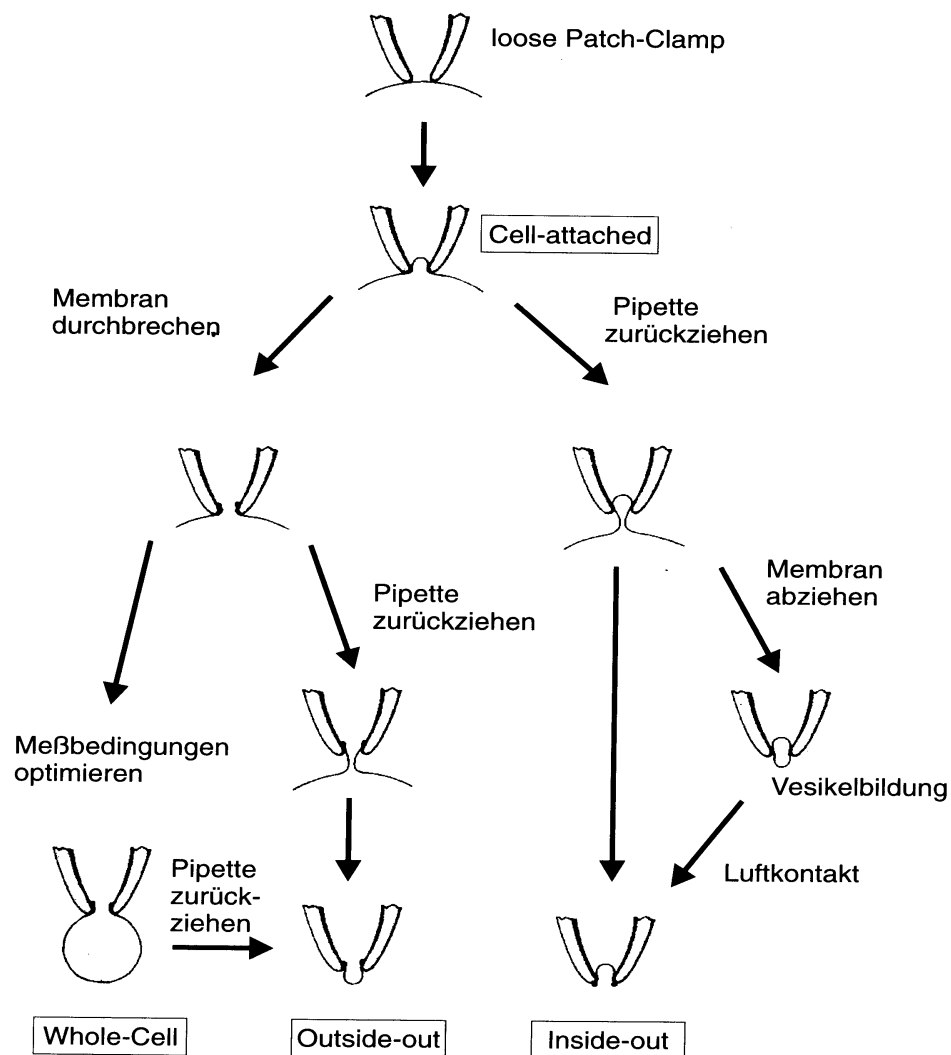 loose Patch-Clamp
Cell-attached
Membran
durchbrechen
Pipette
zurückziehen
Pipette
zurückziehen
Membran
abziehen
Meßbedingungen
optimieren
Vesikelbildung
Pipette
zurück-
ziehen
Luftkontakt
Whole-Cell
Outside-out
Inside-out